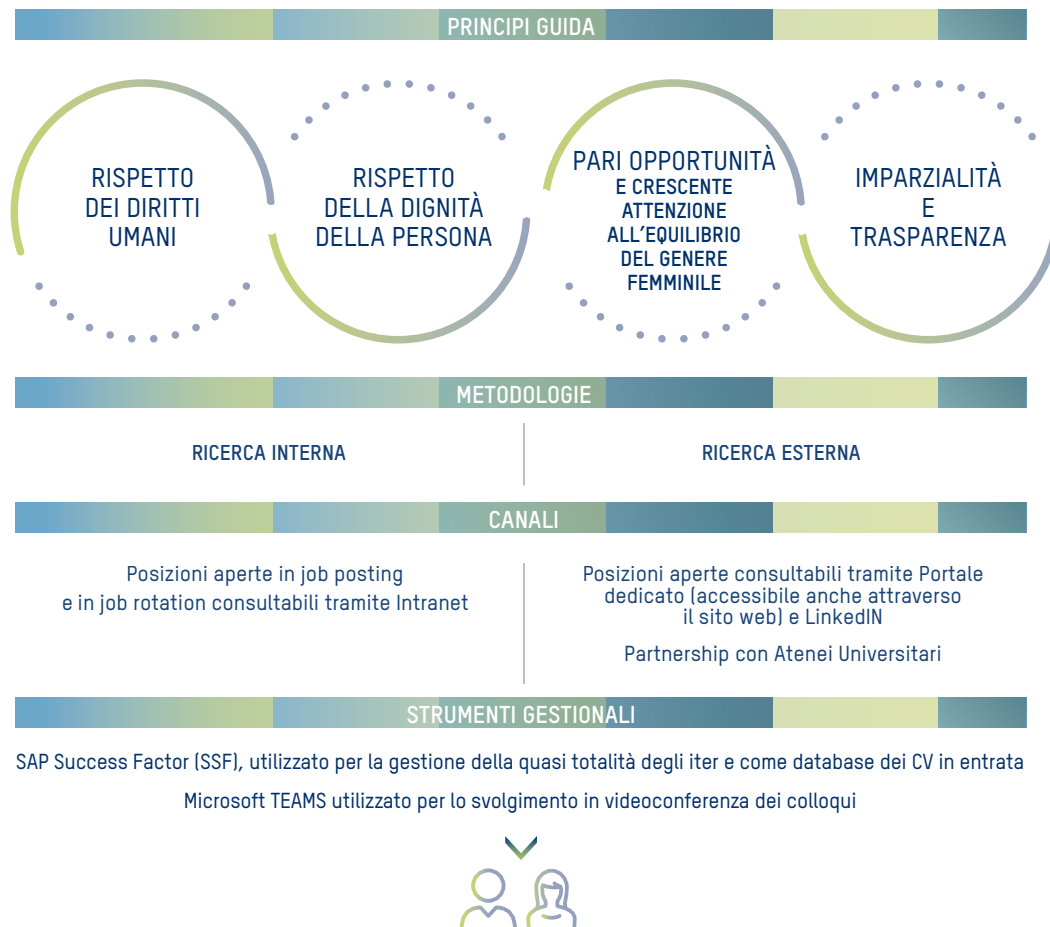 PRINCIPI GUIDA
RISPETTO
DEI DIRITTI
UMANI
RISPETTO
DELLA DIGNITÀ
DELLA PERSONA
PARI OPPORTUNITÀ
E CRESCENTE
ATTENZIONE
ALL'EQUILIBRIO
DEL GENERE
FEMMINILE
IMPARZIALITÀ
E
TRASPARENZA
METODOLOGIE
RICERCA INTERNA
RICERCA ESTERNA
CANALI
Posizioni aperte in job posting
e in job rotation consultabili tramite Intranet
Posizioni aperte consultabili tramite Portale
dedicato (accessibile anche attraverso
il sito web) e LinkedIN
Partnership con Atenei Universitari
STRUMENTI GESTIONALI
SAP Success Factor (SSF), utilizzato per la gestione della quasi totalità degli iter e come database dei CV in entrata
Microsoft TEAMS utilizzato per lo svolgimento in videoconferenza dei colloqui